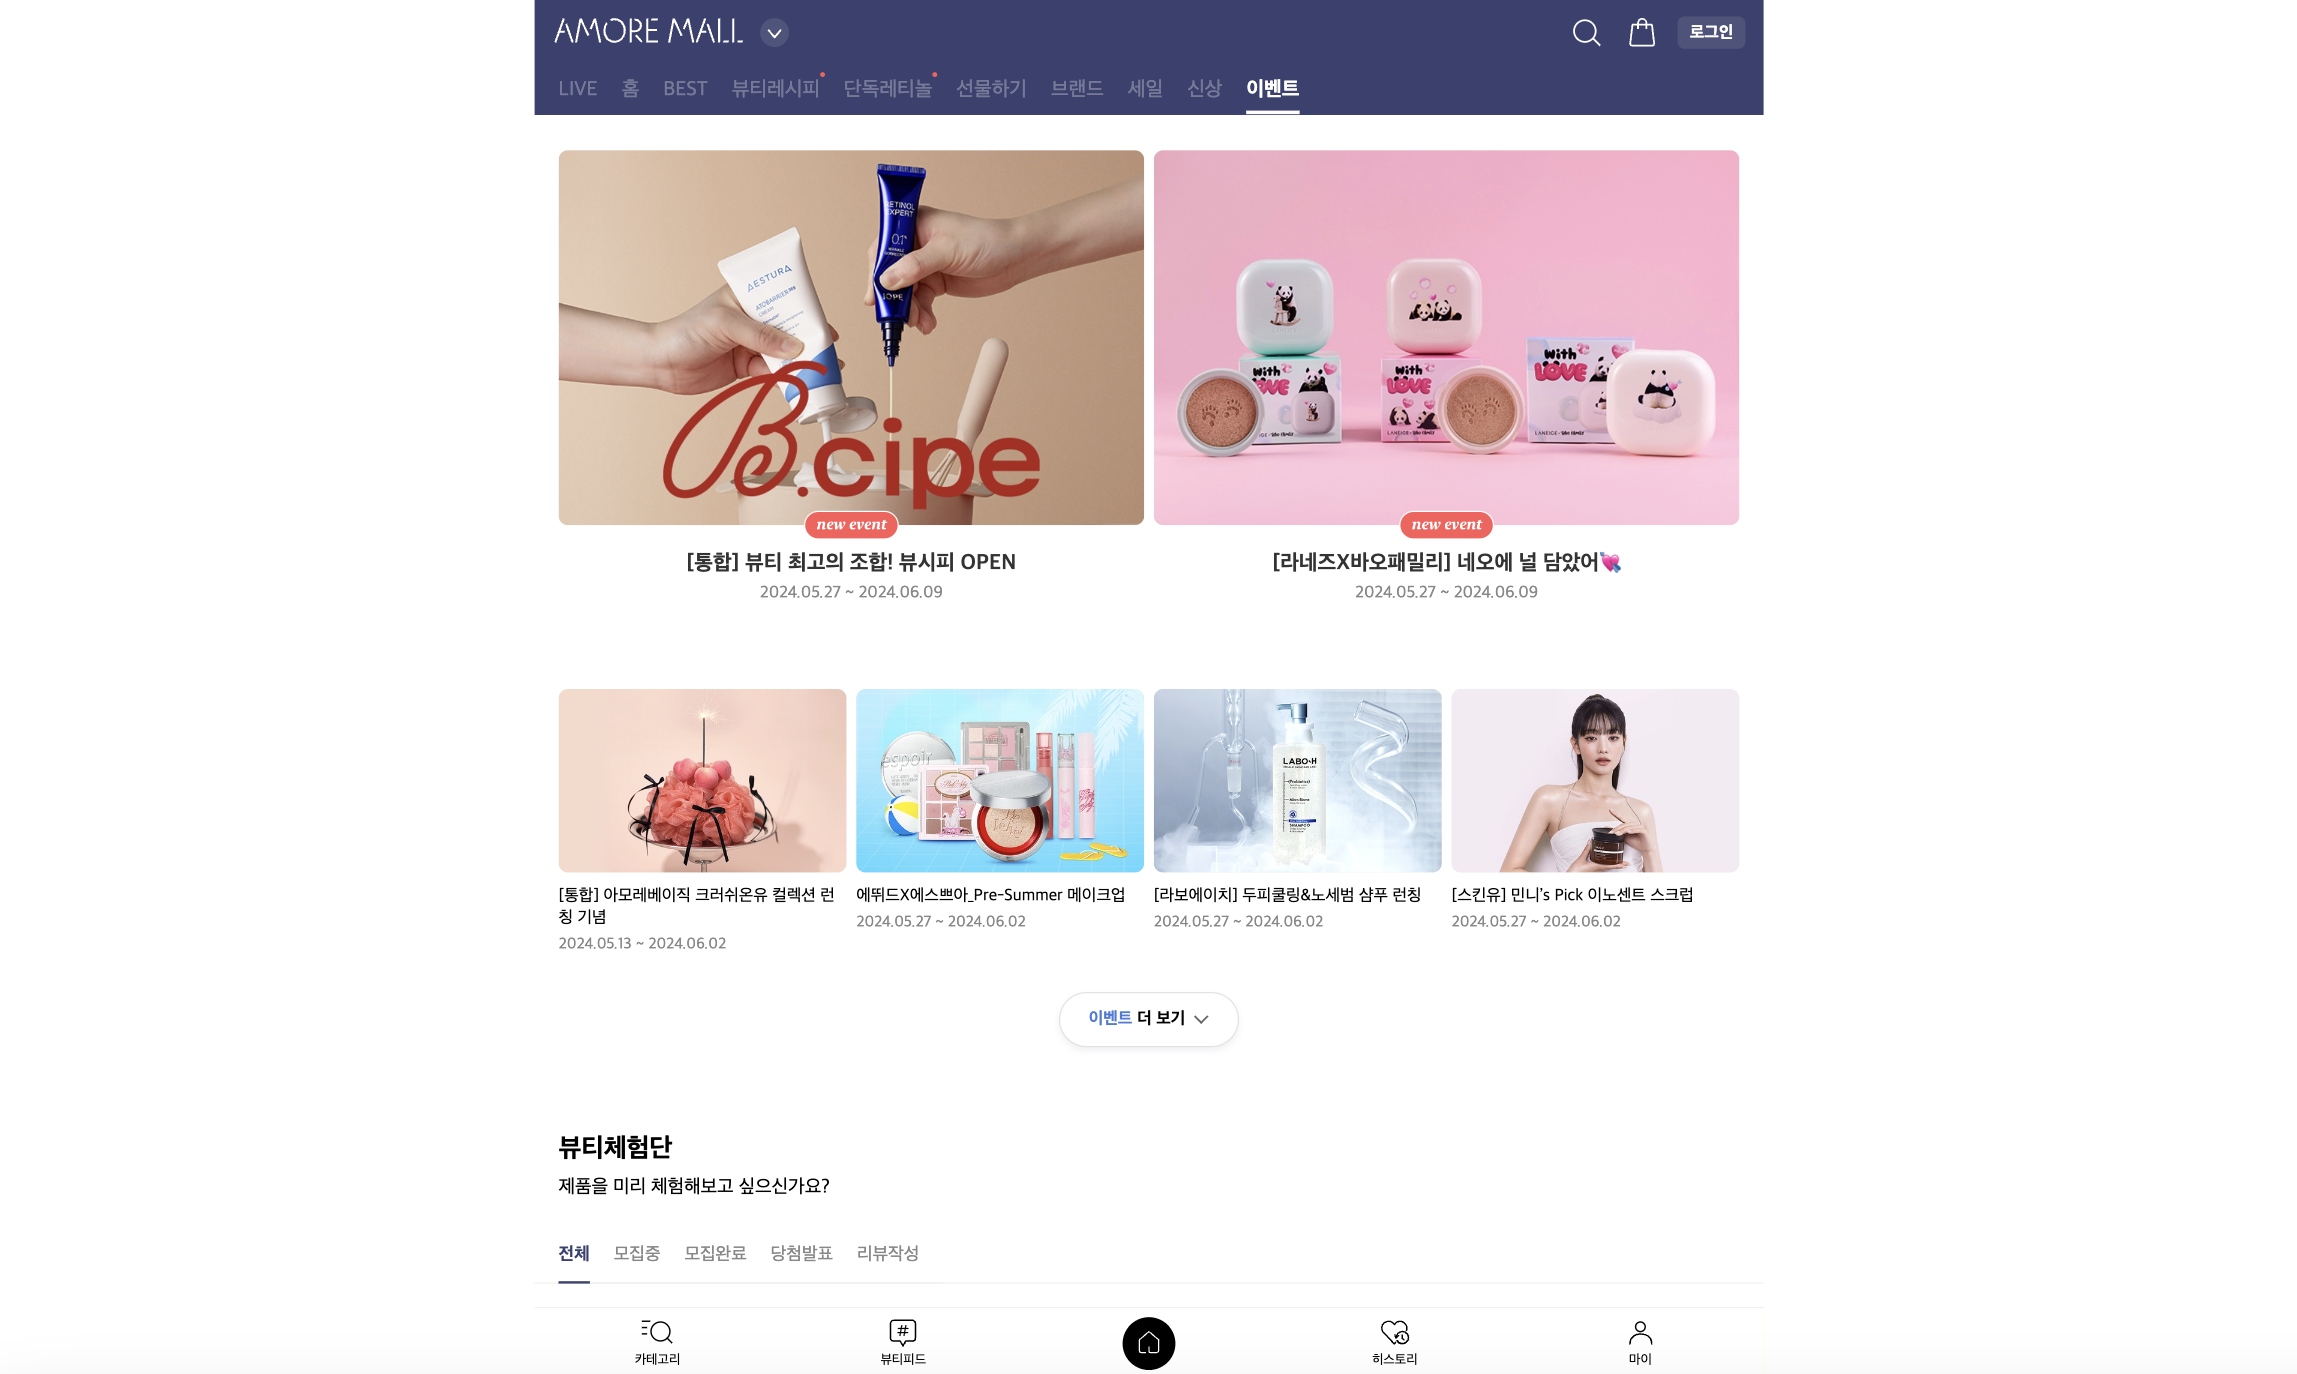 AMORE MALL
로그인
LIVE 홈 BEST 뷰티레시피 단독레티놀 선물하기 브랜드 세일 신상 이벤트
RETINOL
EXPERT
0.1
IOPE
AESTURA
ATOBARRIER365
CREAM
B.cipe
With
LOVE
With
LOVE
With
LOVE
LANEIGE
LANEIGE
LANEIGE
new event
new event
[통합] 뷰티 최고의 조합! 뷰시피 OPEN
[라네즈X바오패밀리] 네오에 널 담았어💘
2024.05.27 ~ 2024.06.09
2024.05.27 ~ 2024.06.09
espoir
LABO-H
SHAMPOO
[통합] 아모레베이직 크러쉬온유 컬렉션 런
칭 기념
2024.05.13 ~ 2024.06.02
에뛰드X에스쁘아_Pre-Summer 메이크업
2024.05.27 ~ 2024.06.02
[라보에이치] 두피쿨링&노세범 샴푸 런칭
2024.05.27 ~ 2024.06.02
[스킨유] 민니's Pick 이노센트 스크럽
2024.05.27 ~ 2024.06.02
이벤트 더 보기
뷰티체험단
제품을 미리 체험해보고 싶으신가요?
전체 모집중 모집완료 당첨발표 리뷰작성
카테고리 뷰티피드 히스토리 마이